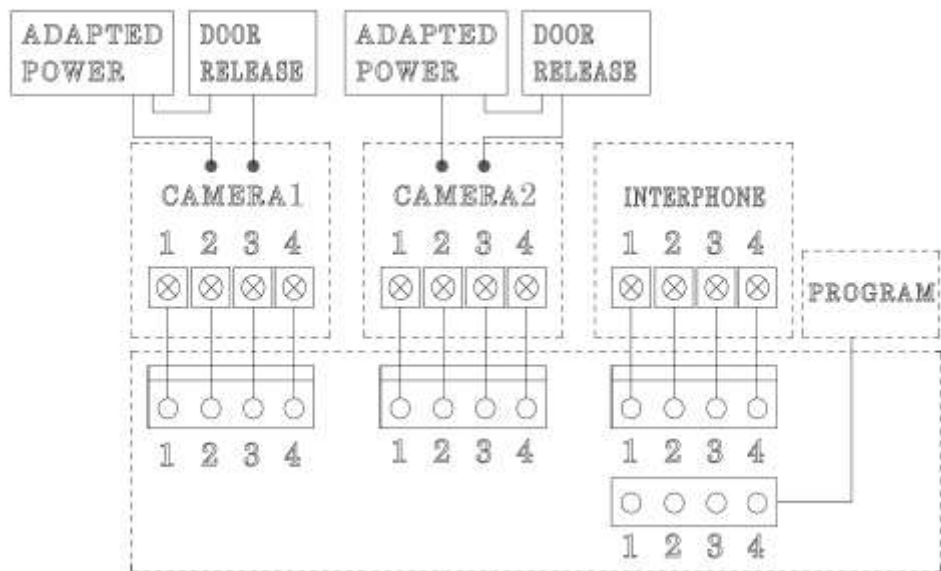 ADAPTED
POWER
DOOR
RELEASE
ADAPTED
POWER
DOOR
RELEASE
CAMERA1
CAMERA2
INTERPHONE
1 2 3 4
1 2 3 4
1 2 3 4
PROGRAM
1 2 3 4
1 2 3 4
1 2 3 4
1 2 3 4